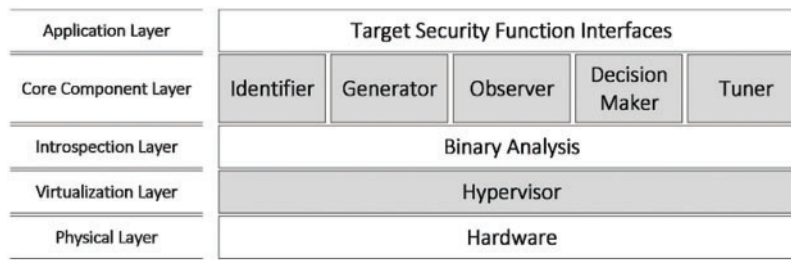 Application Layer
Target Security Function Interfaces
Core Component Layer
Identifier
Generator
Observer
Decision
Maker
Tuner
Introspection Layer
Binary Analysis
Virtualization Layer
Hypervisor
Physical Layer
Hardware